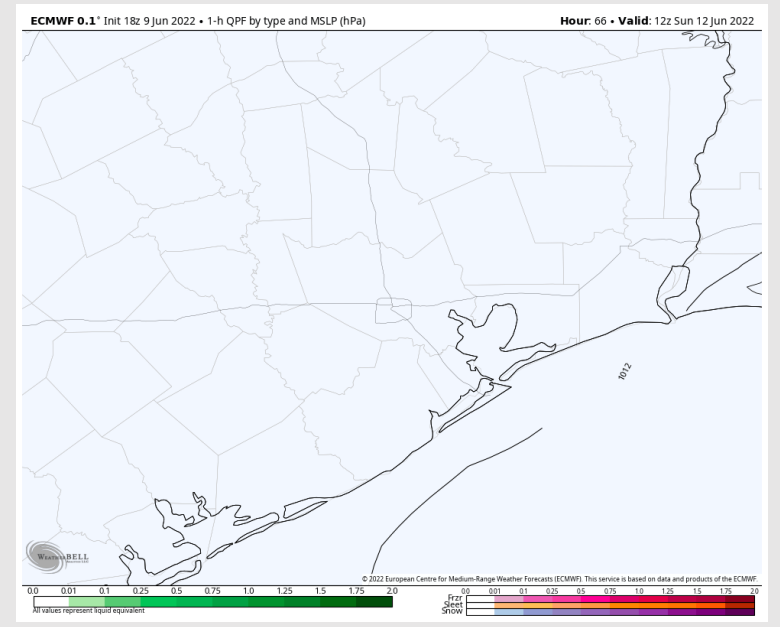 ECMWF 0.1° Init 18z 9 Jun 2022 • 1-h QPF by type and MSLP (hPa)
Hour: 66 • Valid: 12z Sun 12 Jun 2022
1012
WEATHERBELL
© 2022 European Centre for Medium-Range Weather Forecasts (ECMWF). This service is based on data and products of the ECMWF.
0.0 0.01 0.1 0.25 0.5 0.75 1.0 1.25 1.5 1.75 2.0
All values represent liquid equivalent
0.0 0.01 0.1 0.25 0.5 0.75 1.0 1.25 1.5 1.75 2.0
Frzr
Sleet
Snow